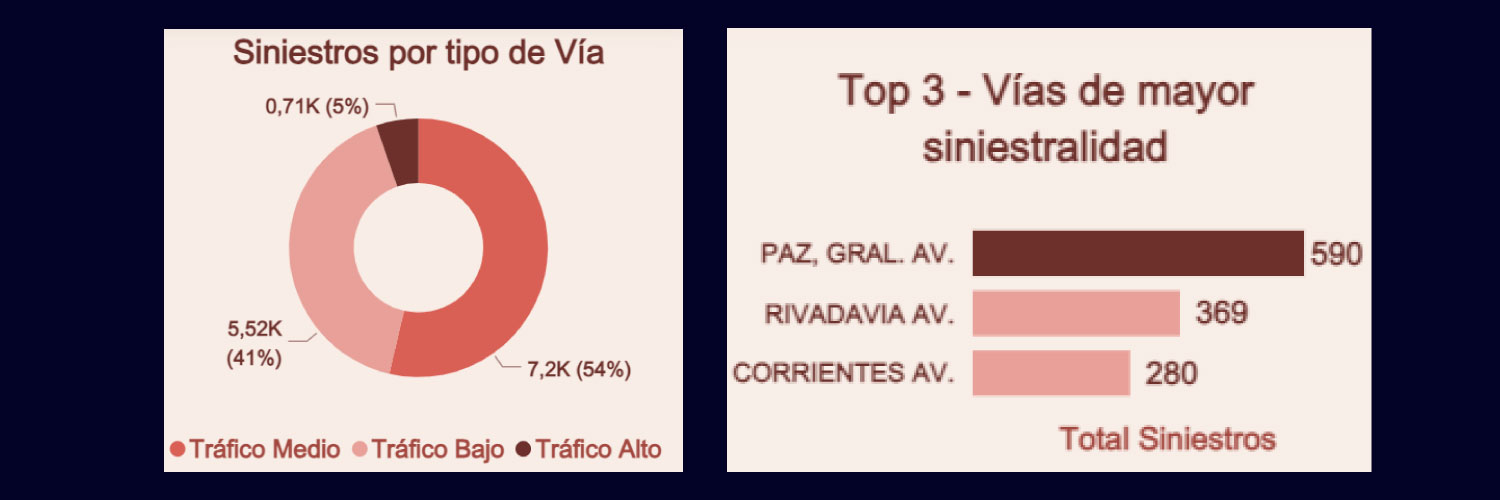 Siniestros por tipo de Vía
0,71K (5%)
5,52K
(41%)
7,2K (54%)
Tráfico Medio Tráfico Bajo Tráfico Alto
Top 3 - Vías de mayor
siniestralidad
PAZ, GRAL. AV. 590
RIVADAVIA AV. 369
CORRIENTES AV. 280
Total Siniestros